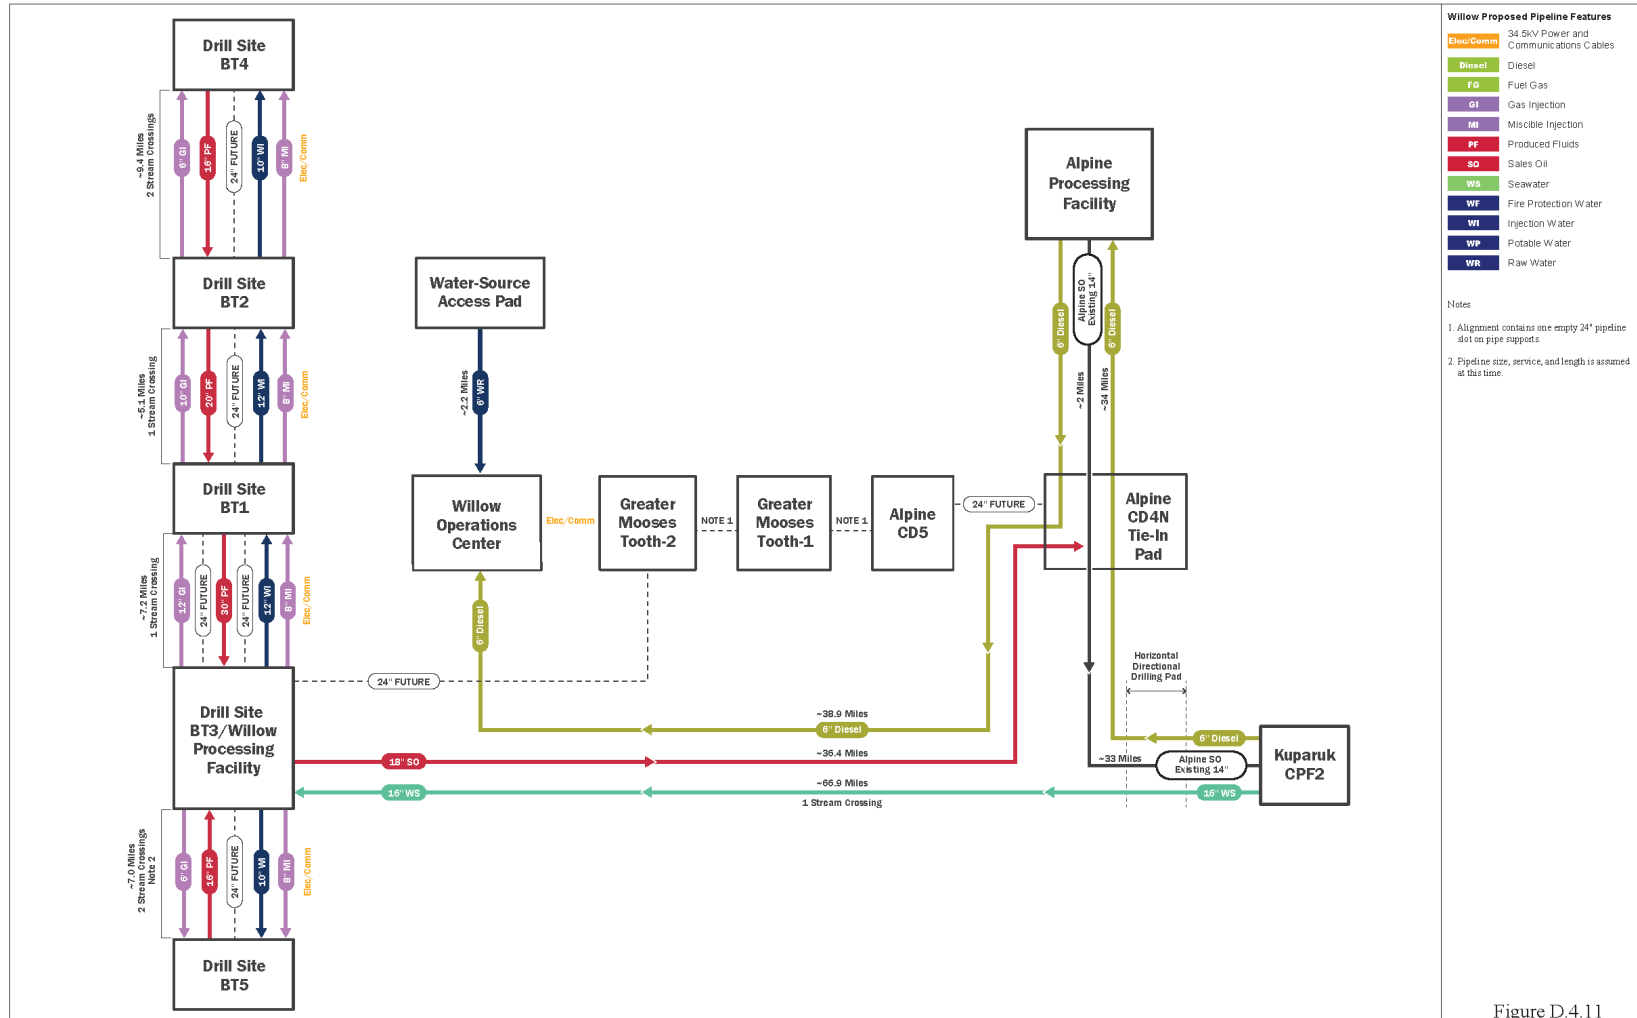 Drill Site
BT4
~9.4 Miles
2 Stream Crossings
6" GI
16" PF
24" FUTURE
10" WI
8" MI
Elec/Comm
Drill Site
BT2
~5.1 Miles
1 Stream Crossing
10" GI
20" PF
24" FUTURE
12" WI
8" MI
Elec/Comm
Drill Site
BT1
~7.2 Miles
1 Stream Crossing
12" GI
24" FUTURE
30" PF
24" FUTURE
12" WI
8" MI
Elec/Comm
Drill Site
BT3/Willow
Processing
Facility
~7.0 Miles
2 Stream Crossings
Note 2
6" GI
16" PF
24" FUTURE
10" WI
8" MI
Elec/Comm
Drill Site
BT5
Water-Source
Access Pad
~2.2 Miles
6" WR
Willow
Operations
Center
Elec/Comm
Greater
Mooses
Tooth-2
NOTE 1
Greater
Mooses
Tooth-1
NOTE 1
Alpine
CD5
24" FUTURE
Alpine
CD4N
Tie-In
Pad
Alpine
Processing
Facility
6" Diesel
Alpine SO
Existing 14"
6" Diesel
~2 Miles
~34 Miles
6" Diesel
24" FUTURE
~38.9 Miles
6" Diesel
18" SO
~36.4 Miles
16" WS
~66.9 Miles
1 Stream Crossing
Horizontal
Directional
Drilling Pad
6" Diesel
~33 Miles
Alpine SO
Existing 14"
16" WS
Kuparuk
CPF2
Willow Proposed Pipeline Features
Elec/Comm 34.5kV Power and
Communications Cables
Diesel Diesel
FG Fuel Gas
GI Gas Injection
MI Miscible Injection
PF Produced Fluids
SO Sales Oil
WS Seawater
WF Fire Protection Water
WI Injection Water
WP Potable Water
WR Raw Water
Notes
1. Alignment contains one empty 24" pipeline
slot on pipe supports.
2. Pipeline size, service, and length is assumed
at this time.
Figure D.4.11